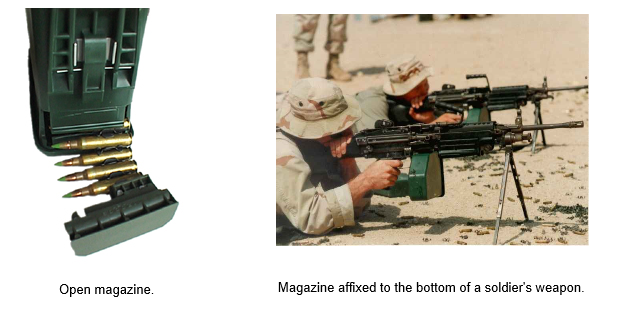 Open magazine.
Magazine affixed to the bottom of a soldier's weapon.